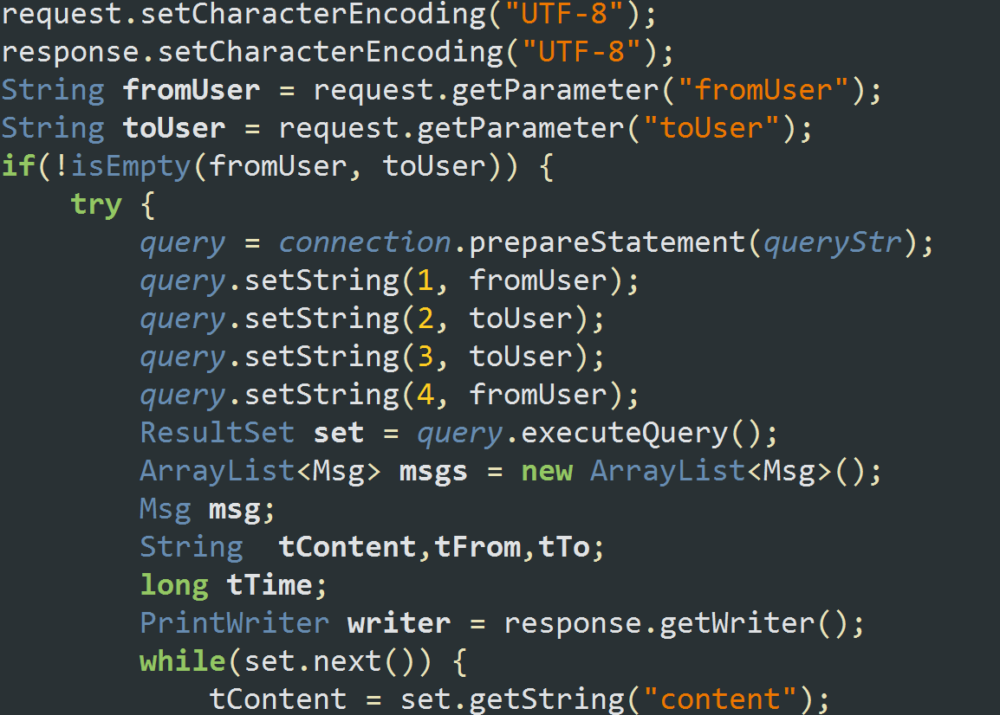 request.setCharacterEncoding("UTF-8");
response.setCharacterEncoding("UTF-8");
String fromUser = request.getParameter("fromUser");
String toUser = request.getParameter("toUser");
if(!isEmpty(fromUser, toUser)) {
    try {
        query = connection.prepareStatement(queryStr);
        query.setString(1, fromUser);
        query.setString(2, toUser);
        query.setString(3, toUser);
        query.setString(4, fromUser);
        ResultSet set = query.executeQuery();
        ArrayList<Msg> msgs = new ArrayList<Msg>();
        Msg msg;
        String  tContent,tFrom,tTo;
        long tTime;
        PrintWriter writer = response.getWriter();
        while(set.next()) {
            tContent = set.getString("content");